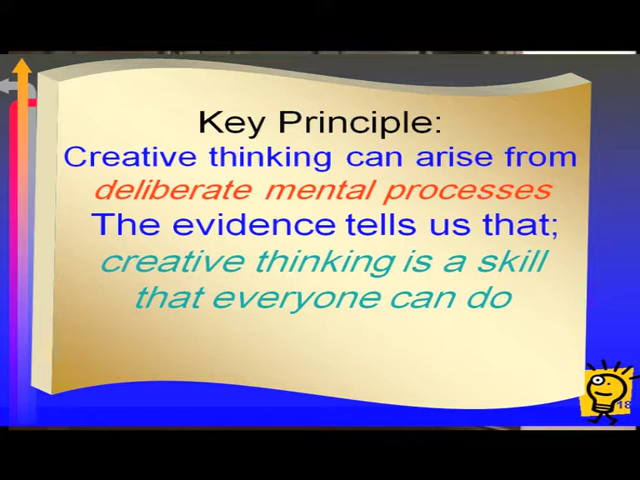 Key Principle:
Creative thinking can arise from
deliberate mental processes
The evidence tells us that;
creative thinking is a skill
that everyone can do
18